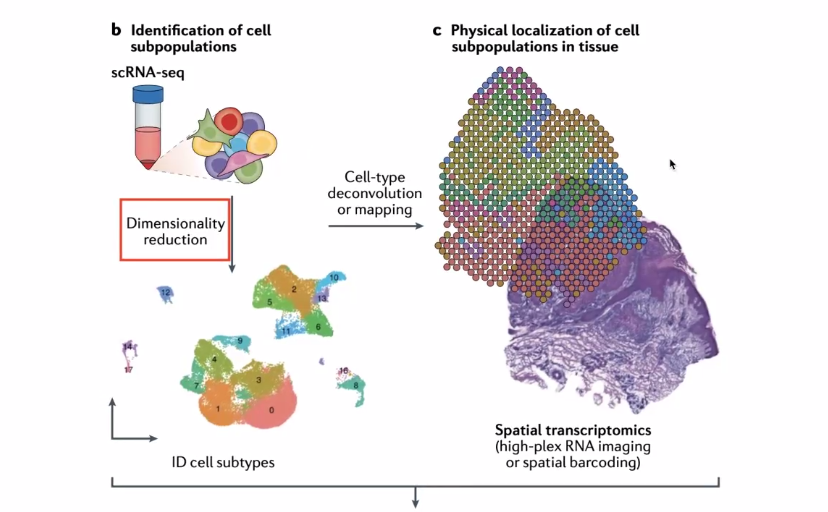 b Identification of cell
subpopulations
scRNA-seq
Dimensionality
reduction
12
14
17
2
10
13
5
11
6
9
4
7
3
1
0
16
8
ID cell subtypes
Cell-type
deconvolution
or mapping
c Physical localization of cell
subpopulations in tissue
Spatial transcriptomics
(high-plex RNA imaging
or spatial barcoding)